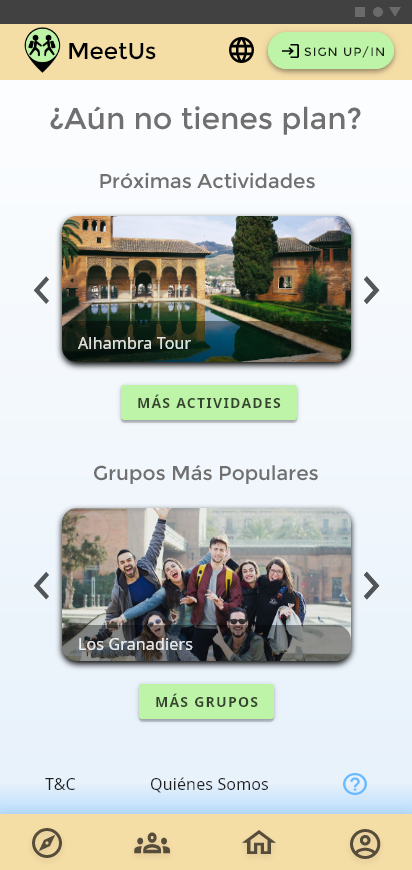 MeetUs
SIGN UP/IN
¿Aún no tienes plan?
Próximas Actividades
Alhambra Tour
MÁS ACTIVIDADES
Grupos Más Populares
Los Granadiers
MÁS GRUPOS
T&C
Quiénes Somos
?